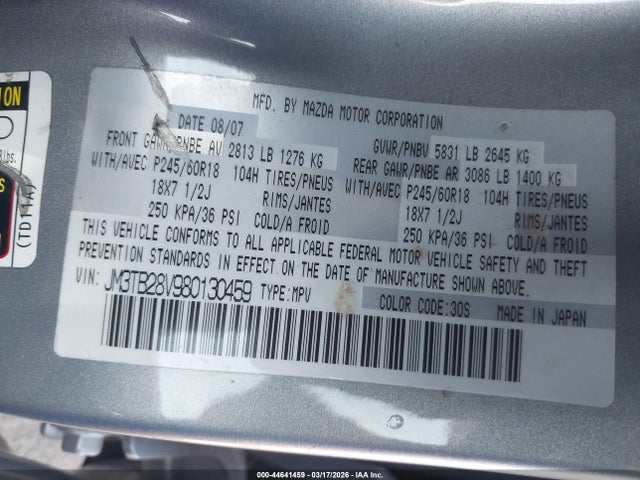 ION
lbs.
S
(TD11A)
MFD. BY MAZDA MOTOR CORPORATION
DATE 08/07
GVWR/PNBV 5831 LB 2645 KG
FRONT GAWR/PNBE AV 2813 LB 1276 KG
REAR GAWR/PNBE AR 3086 LB 1400 KG
WITH/AVEC P245/60R18 104H TIRES/PNEUS
WITH/AVEC P245/60R18 104H TIRES/PNEUS
18X7 1/2J RIMS/JANTES
18X7 1/2J RIMS/JANTES
250 KPA/36 PSI COLD/A FROID
250 KPA/36 PSI COLD/A FROID
THIS VEHICLE CONFORMS TO ALL APPLICABLE FEDERAL MOTOR VEHICLE SAFETY AND THEFT
PREVENTION STANDARDS IN EFFECT ON THE DATE OF MANUFACTURE SHOWN ABOVE.
VIN: JM3TB28V980130459 TYPE:MPV
COLOR CODE:30S MADE IN JAPAN
000-44641459 | 03/17/2026 | IAA Inc.